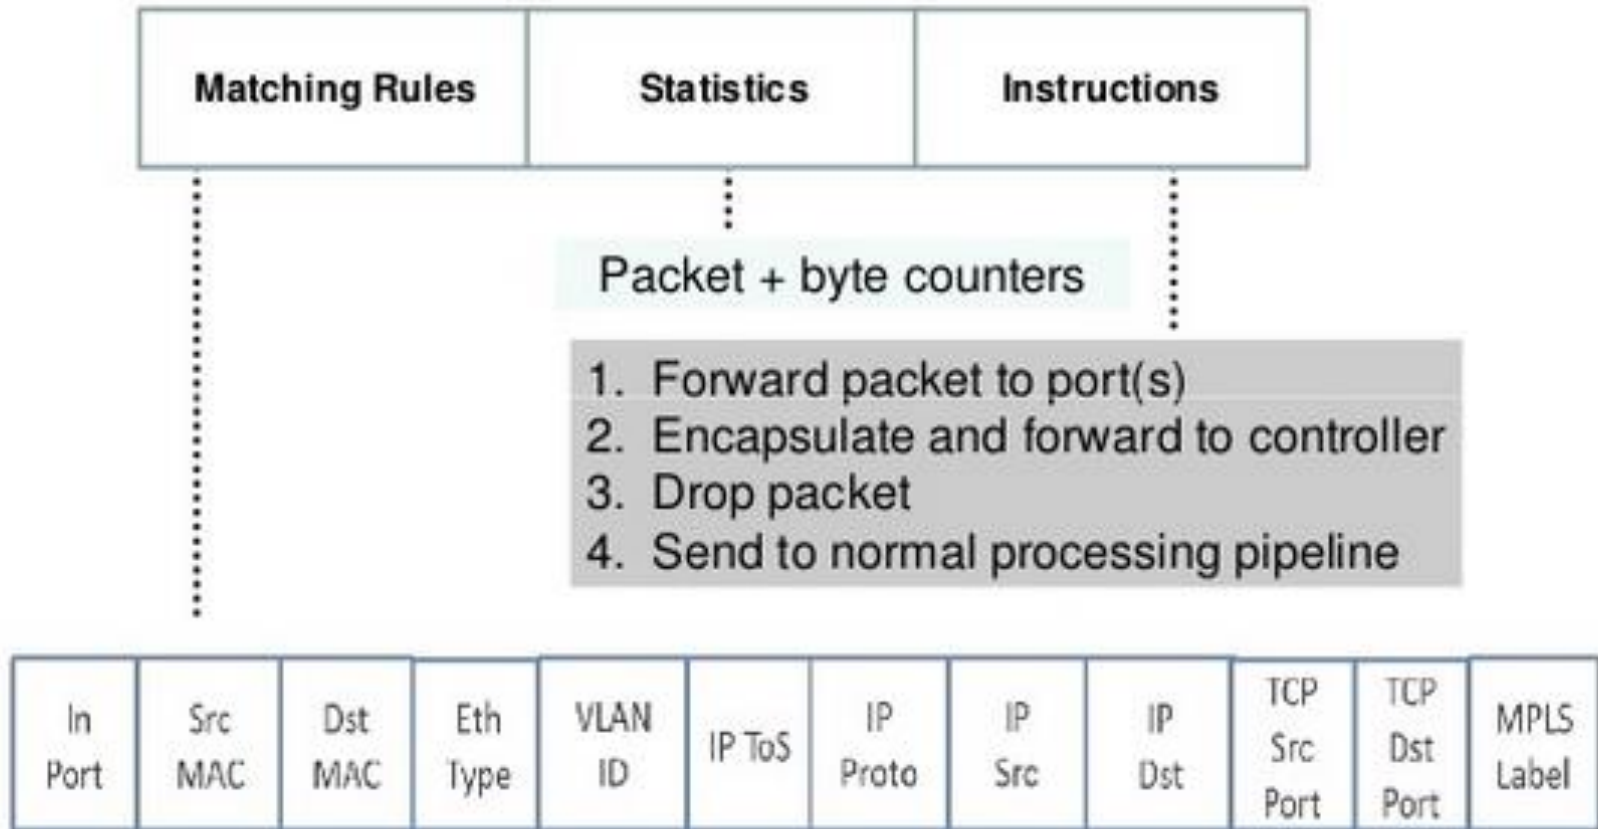 Matching Rules
Statistics
Instructions
Packet + byte counters
1. Forward packet to port(s)
2. Encapsulate and forward to controller
3. Drop packet
4. Send to normal processing pipeline
In
Port
Src
MAC
Dst
MAC
Eth
Type
VLAN
ID
IP ToS
IP
Proto
IP
Src
IP
Dst
TCP
Src
Port
TCP
Dst
Port
MPLS
Label